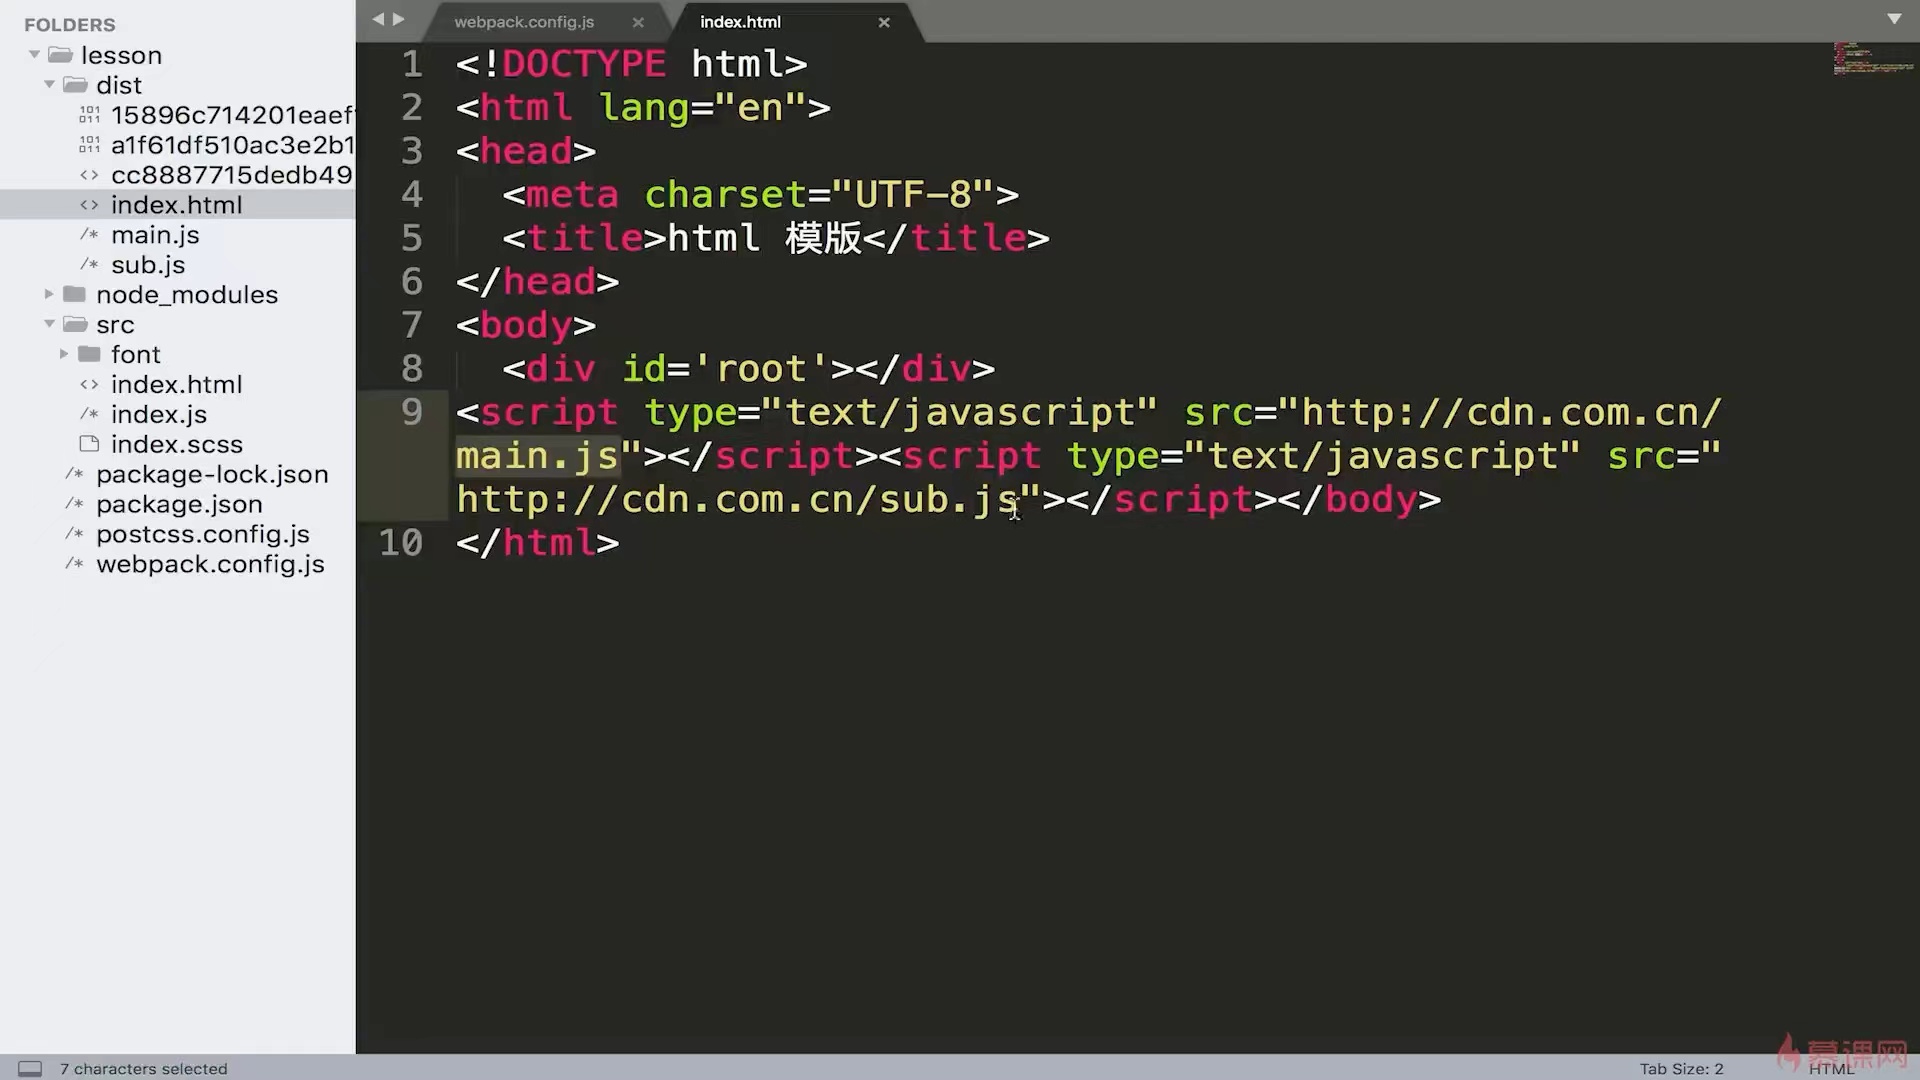 FOLDERS
lesson
dist
15896c714201eaef
a1f61df510ac3e2b1
cc8887715dedb49
index.html
main.js
sub.js
node_modules
src
font
index.html
index.js
index.scss
package-lock.json
package.json
postcss.config.js
webpack.config.js
webpack.config.js
index.html
1 <!DOCTYPE html>
2 <html lang="en">
3 <head>
4 <meta charset="UTF-8">
5 <title>html 模版</title>
6 </head>
7 <body>
8 <div id='root'></div>
9 <script type="text/javascript" src="http://cdn.com.cn/
main.js"></script><script type="text/javascript" src="
http://cdn.com.cn/sub.js"></script></body>
10 </html>
7 characters selected
Tab Size: 2
HTML
慕课网